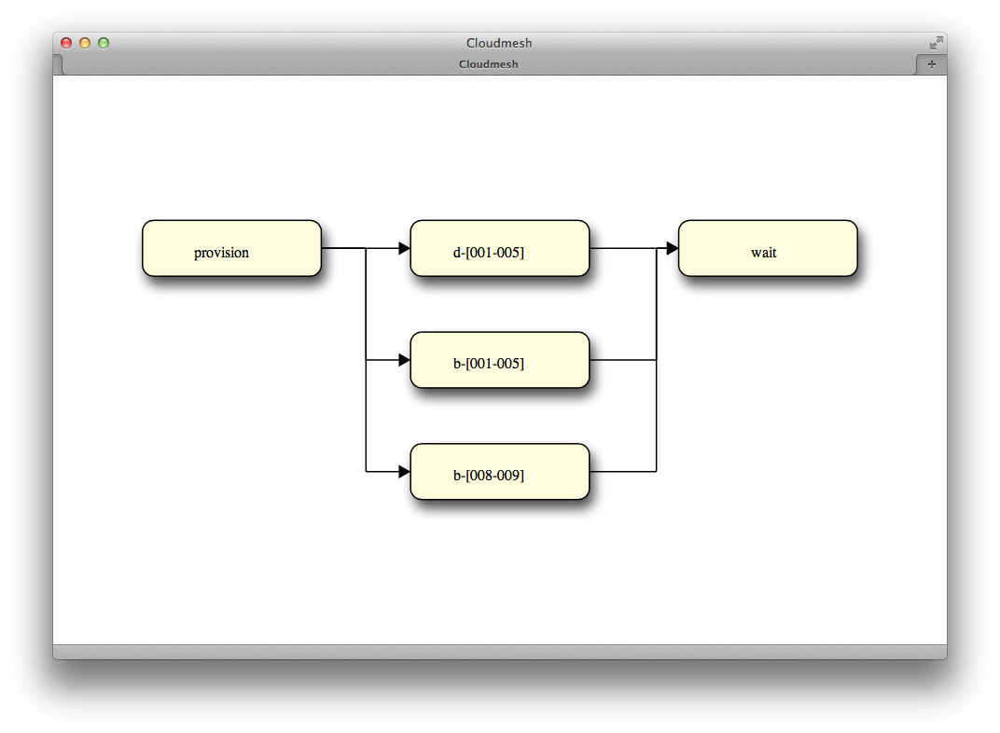 Cloudmesh
Cloudmesh
provision
d-[001-005]
wait
b-[001-005]
b-[008-009]